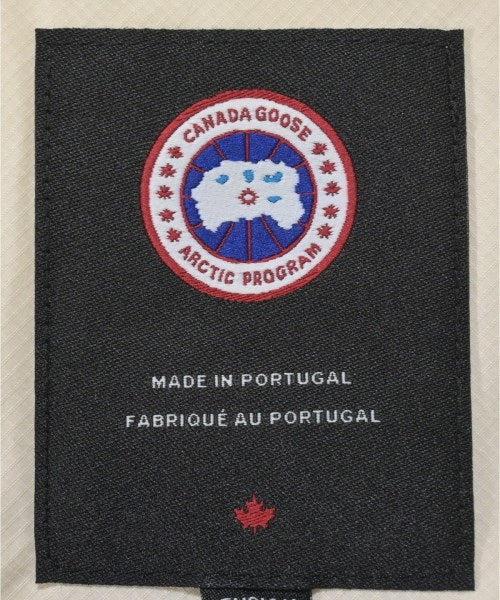 CANADA GOOSE
ARCTIC PROGRAM
MADE IN PORTUGAL
FABRIQUÉ AU PORTUGAL